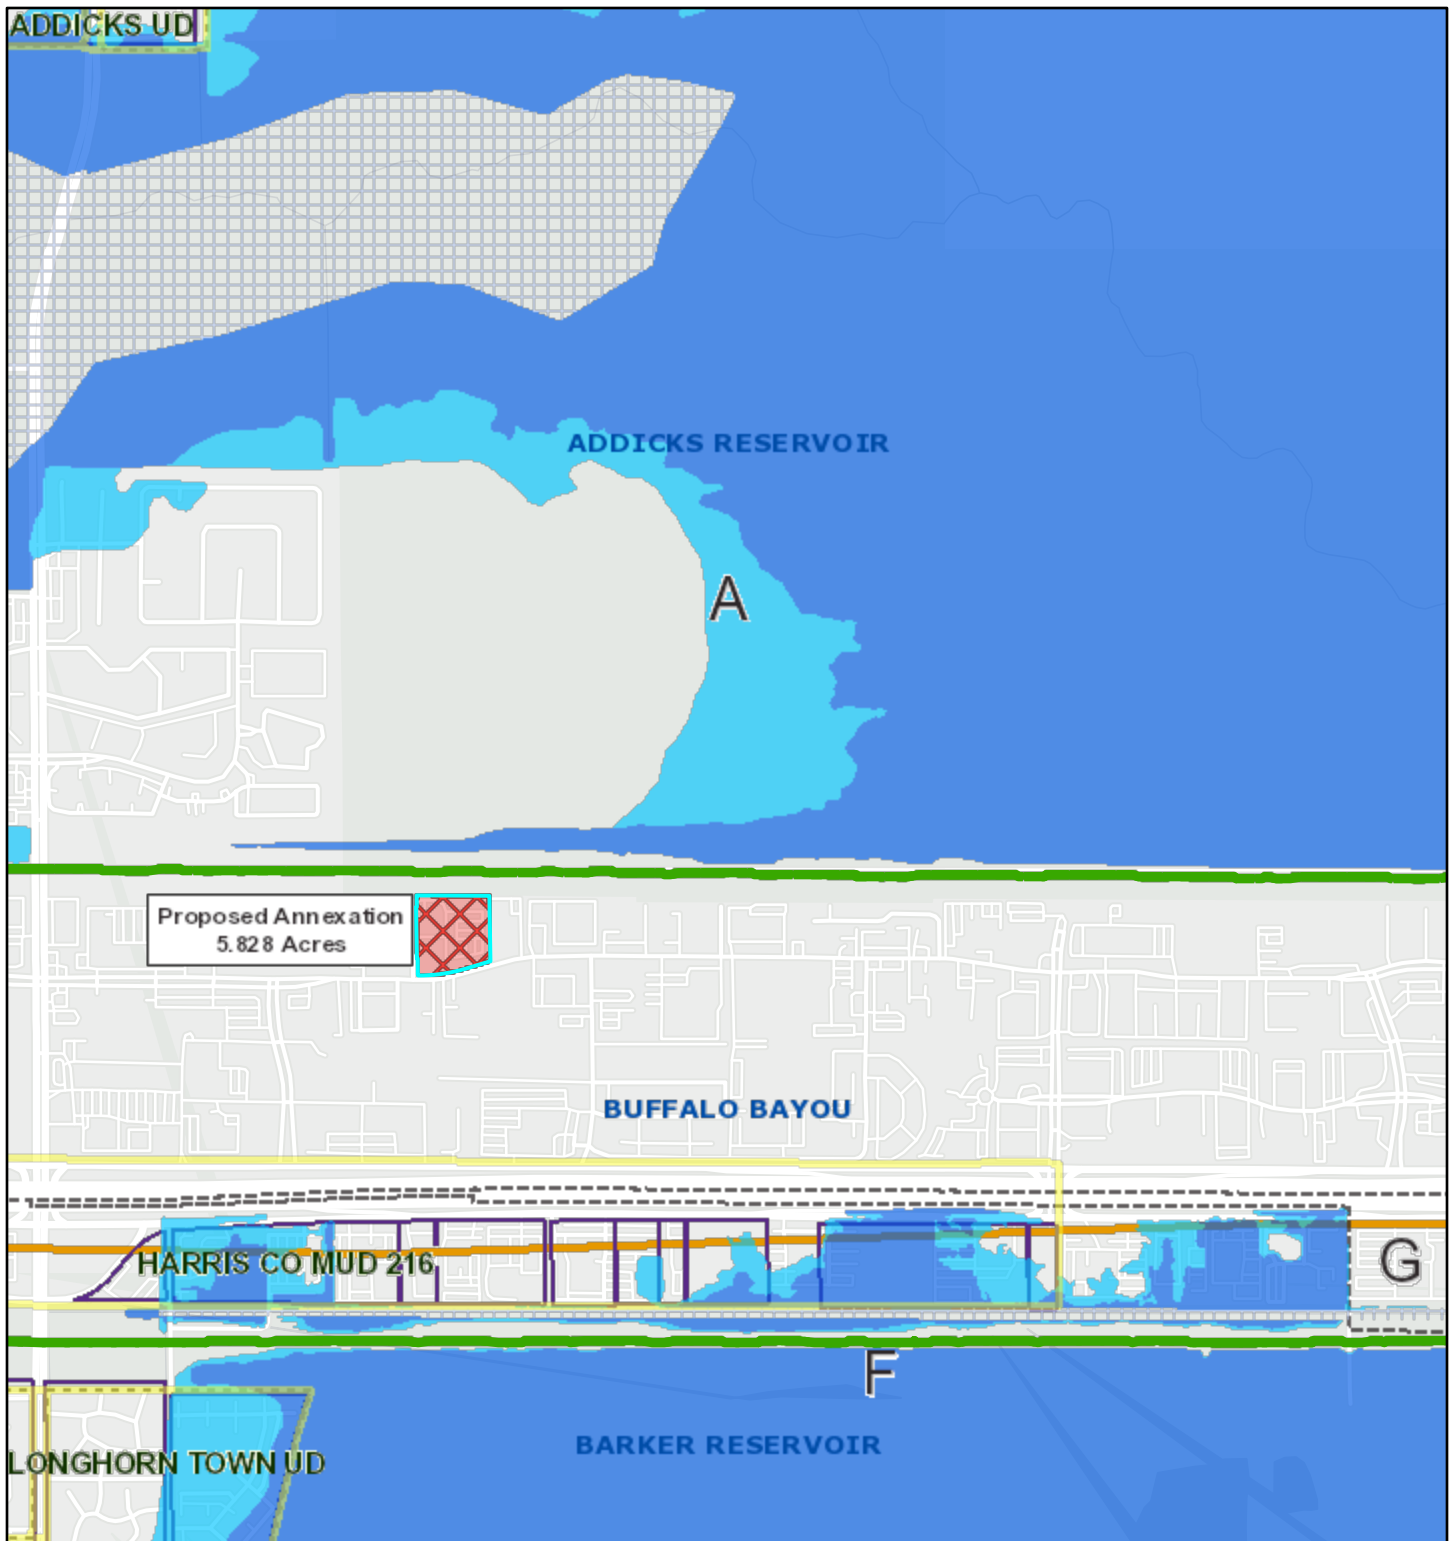 ADDICKS UD
ADDICKS RESERVOIR
A
Proposed Annexation
5.828 Acres
BUFFALO BAYOU
HARRIS CO MUD 216
G
F
BARKER RESERVOIR
LONGHORN TOWN UD